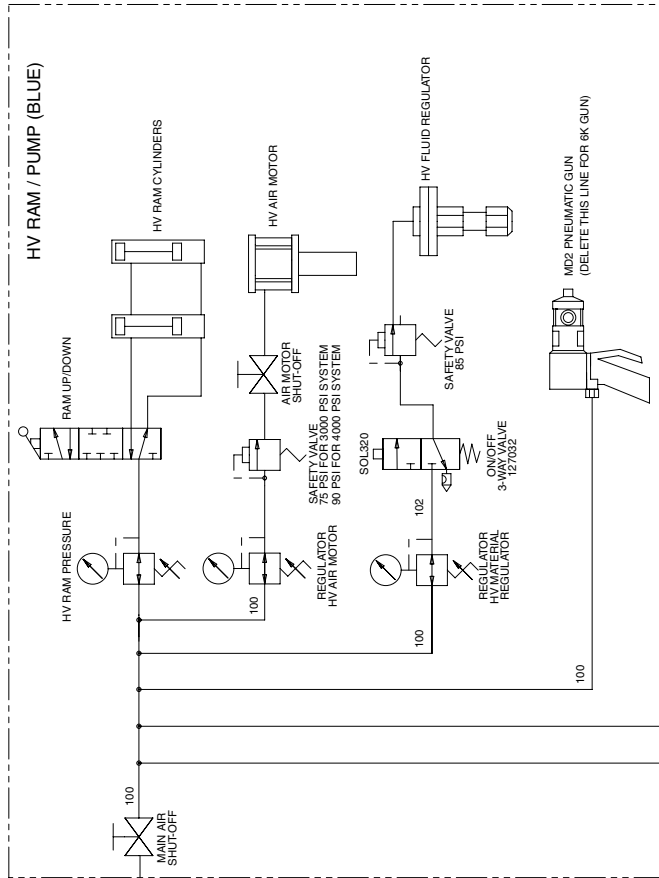 HV RAM / PUMP (BLUE)
HV RAM CYLINDERS
RAM UP/DOWN
HV RAM PRESSURE
HV AIR MOTOR
AIR MOTOR
SHUT-OFF
SAFETY VALVE
75 PSI FOR 3000 PSI SYSTEM
90 PSI FOR 4000 PSI SYSTEM
REGULATOR
HV AIR MOTOR
100
HV FLUID REGULATOR
SAFETY VALVE
85 PSI
SOL320
ON/OFF
3-WAY VALVE
127032
102
REGULATOR
HV MATERIAL
REGULATOR
100
MD2 PNEUMATIC GUN
(DELETE THIS LINE FOR 6K GUN)
100
100
MAIN AIR
SHUT-OFF